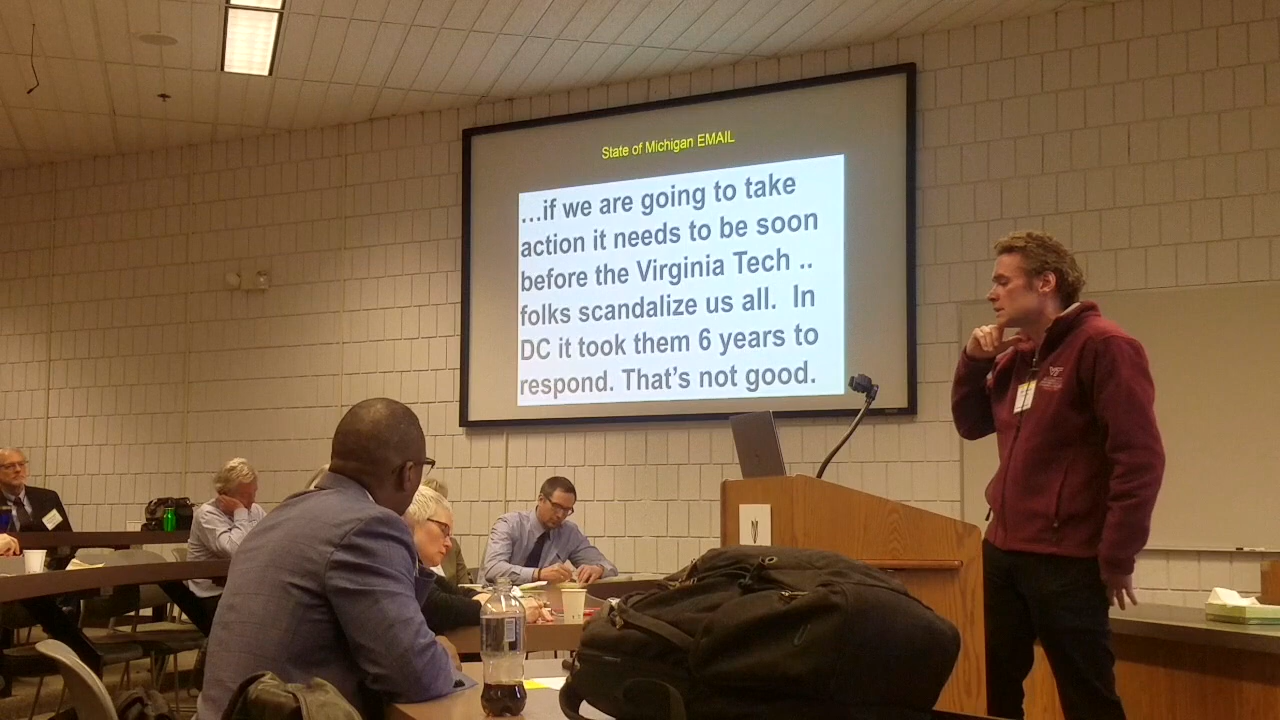 State of Michigan EMAIL
...if we are going to take
action it needs to be soon
before the Virginia Tech ..
folks scandalize us all. In
DC it took them 6 years to
respond. That's not good.